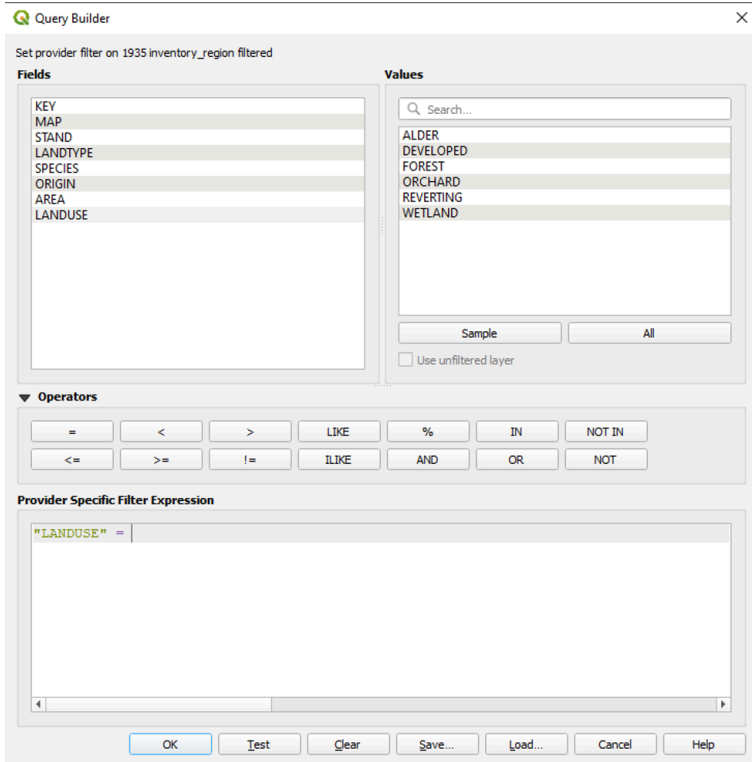 Query Builder
Set provider filter on 1935 inventory_region filtered
Fields
KEY
MAP
STAND
LANDTYPE
SPECIES
ORIGIN
AREA
LANDUSE
Values
Search...
ALDER
DEVELOPED
FOREST
ORCHARD
REVERTING
WETLAND
Sample All
Use unfiltered layer
Operators
= < > LIKE % IN NOT IN
<= >= != ILIKE AND OR NOT
Provider Specific Filter Expression
"LANDUSE" =
OK Test Clear Save... Load... Cancel Help